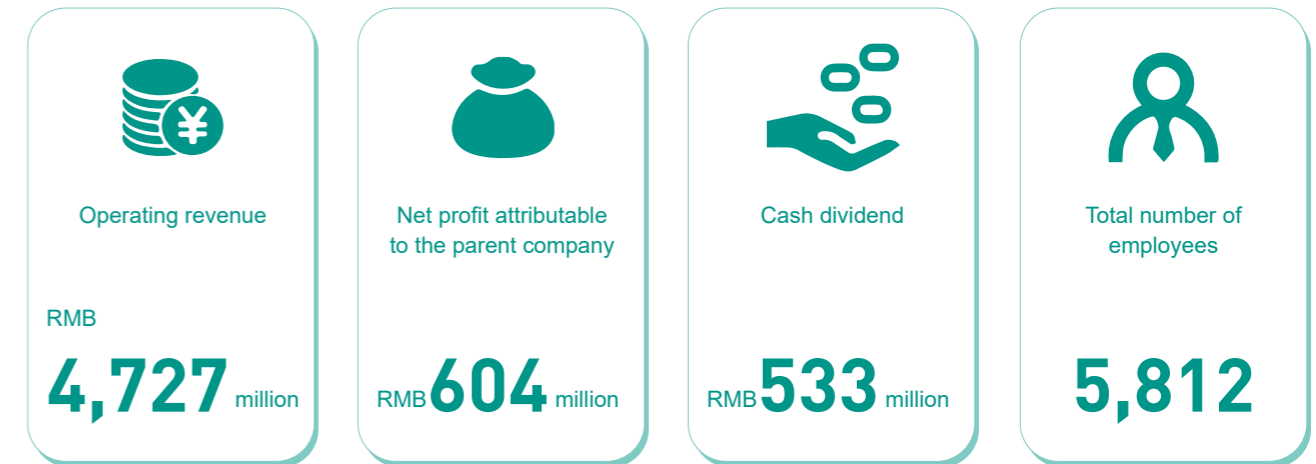 ¥
Operating revenue
RMB
4,727 million
Net profit attributable
to the parent company
RMB604 million
Cash dividend
RMB533 million
Total number of
employees
5,812